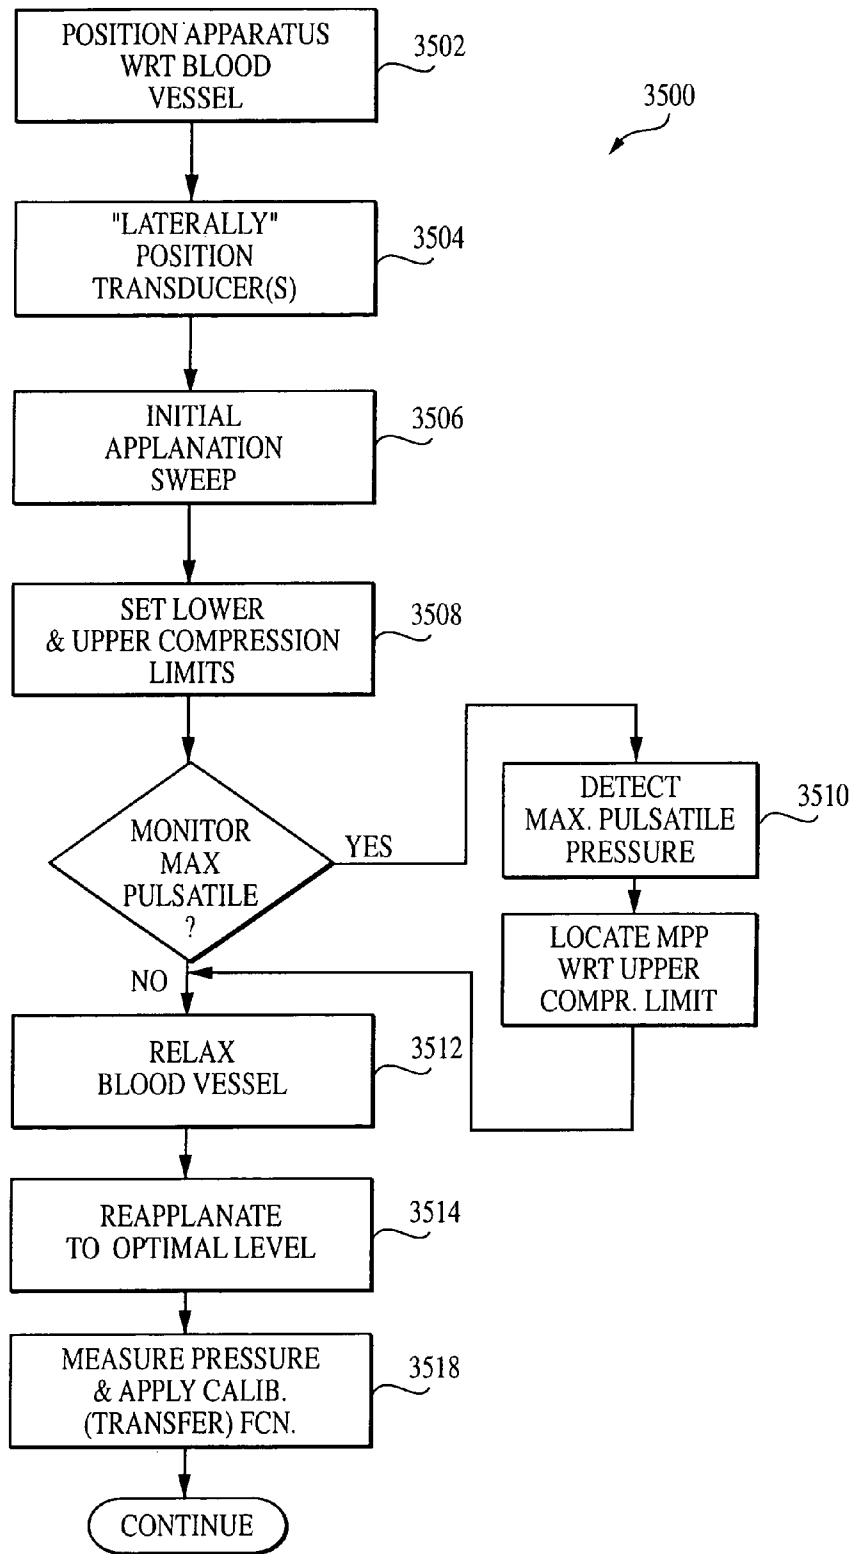 POSITION APPARATUS
WRT BLOOD
VESSEL
3502
3500
"LATERALLY"
POSITION
TRANSDUCER(S)
3504
INITIAL
APPLANATION
SWEEP
3506
SET LOWER
& UPPER COMPRESSION
LIMITS
3508
MONITOR
MAX
PULSATILE
?
YES
DETECT
MAX. PULSATILE
PRESSURE
3510
LOCATE MPP
WRT UPPER
COMPR. LIMIT
NO
RELAX
BLOOD VESSEL
3512
REAPPLANATE
TO OPTIMAL LEVEL
3514
MEASURE PRESSURE
& APPLY CALIB.
(TRANSFER) FCN.
3518
CONTINUE